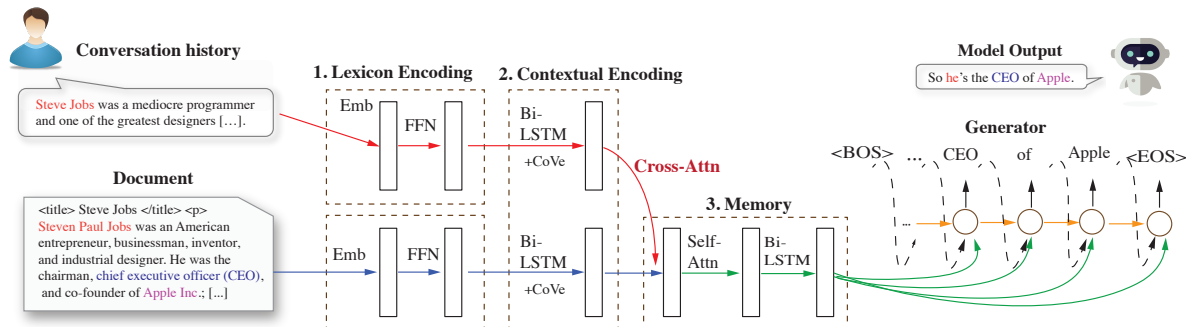 Conversation history
Steve Jobs was a mediocre programmer
and one of the greatest designers […].
Document
<title> Steve Jobs </title> <p>
Steven Paul Jobs was an American
entrepreneur, businessman, inventor,
and industrial designer. He was the
chairman, chief executive officer (CEO),
and co-founder of Apple Inc.; [...]
1. Lexicon Encoding
Emb
FFN
Emb
FFN
2. Contextual Encoding
Bi-
LSTM
+CoVe
Bi-
LSTM
+CoVe
Cross-Attn
3. Memory
Self-
Attn
Bi-
LSTM
Model Output
So he's the CEO of Apple.
Generator
<BOS> ... CEO of Apple <EOS>
...